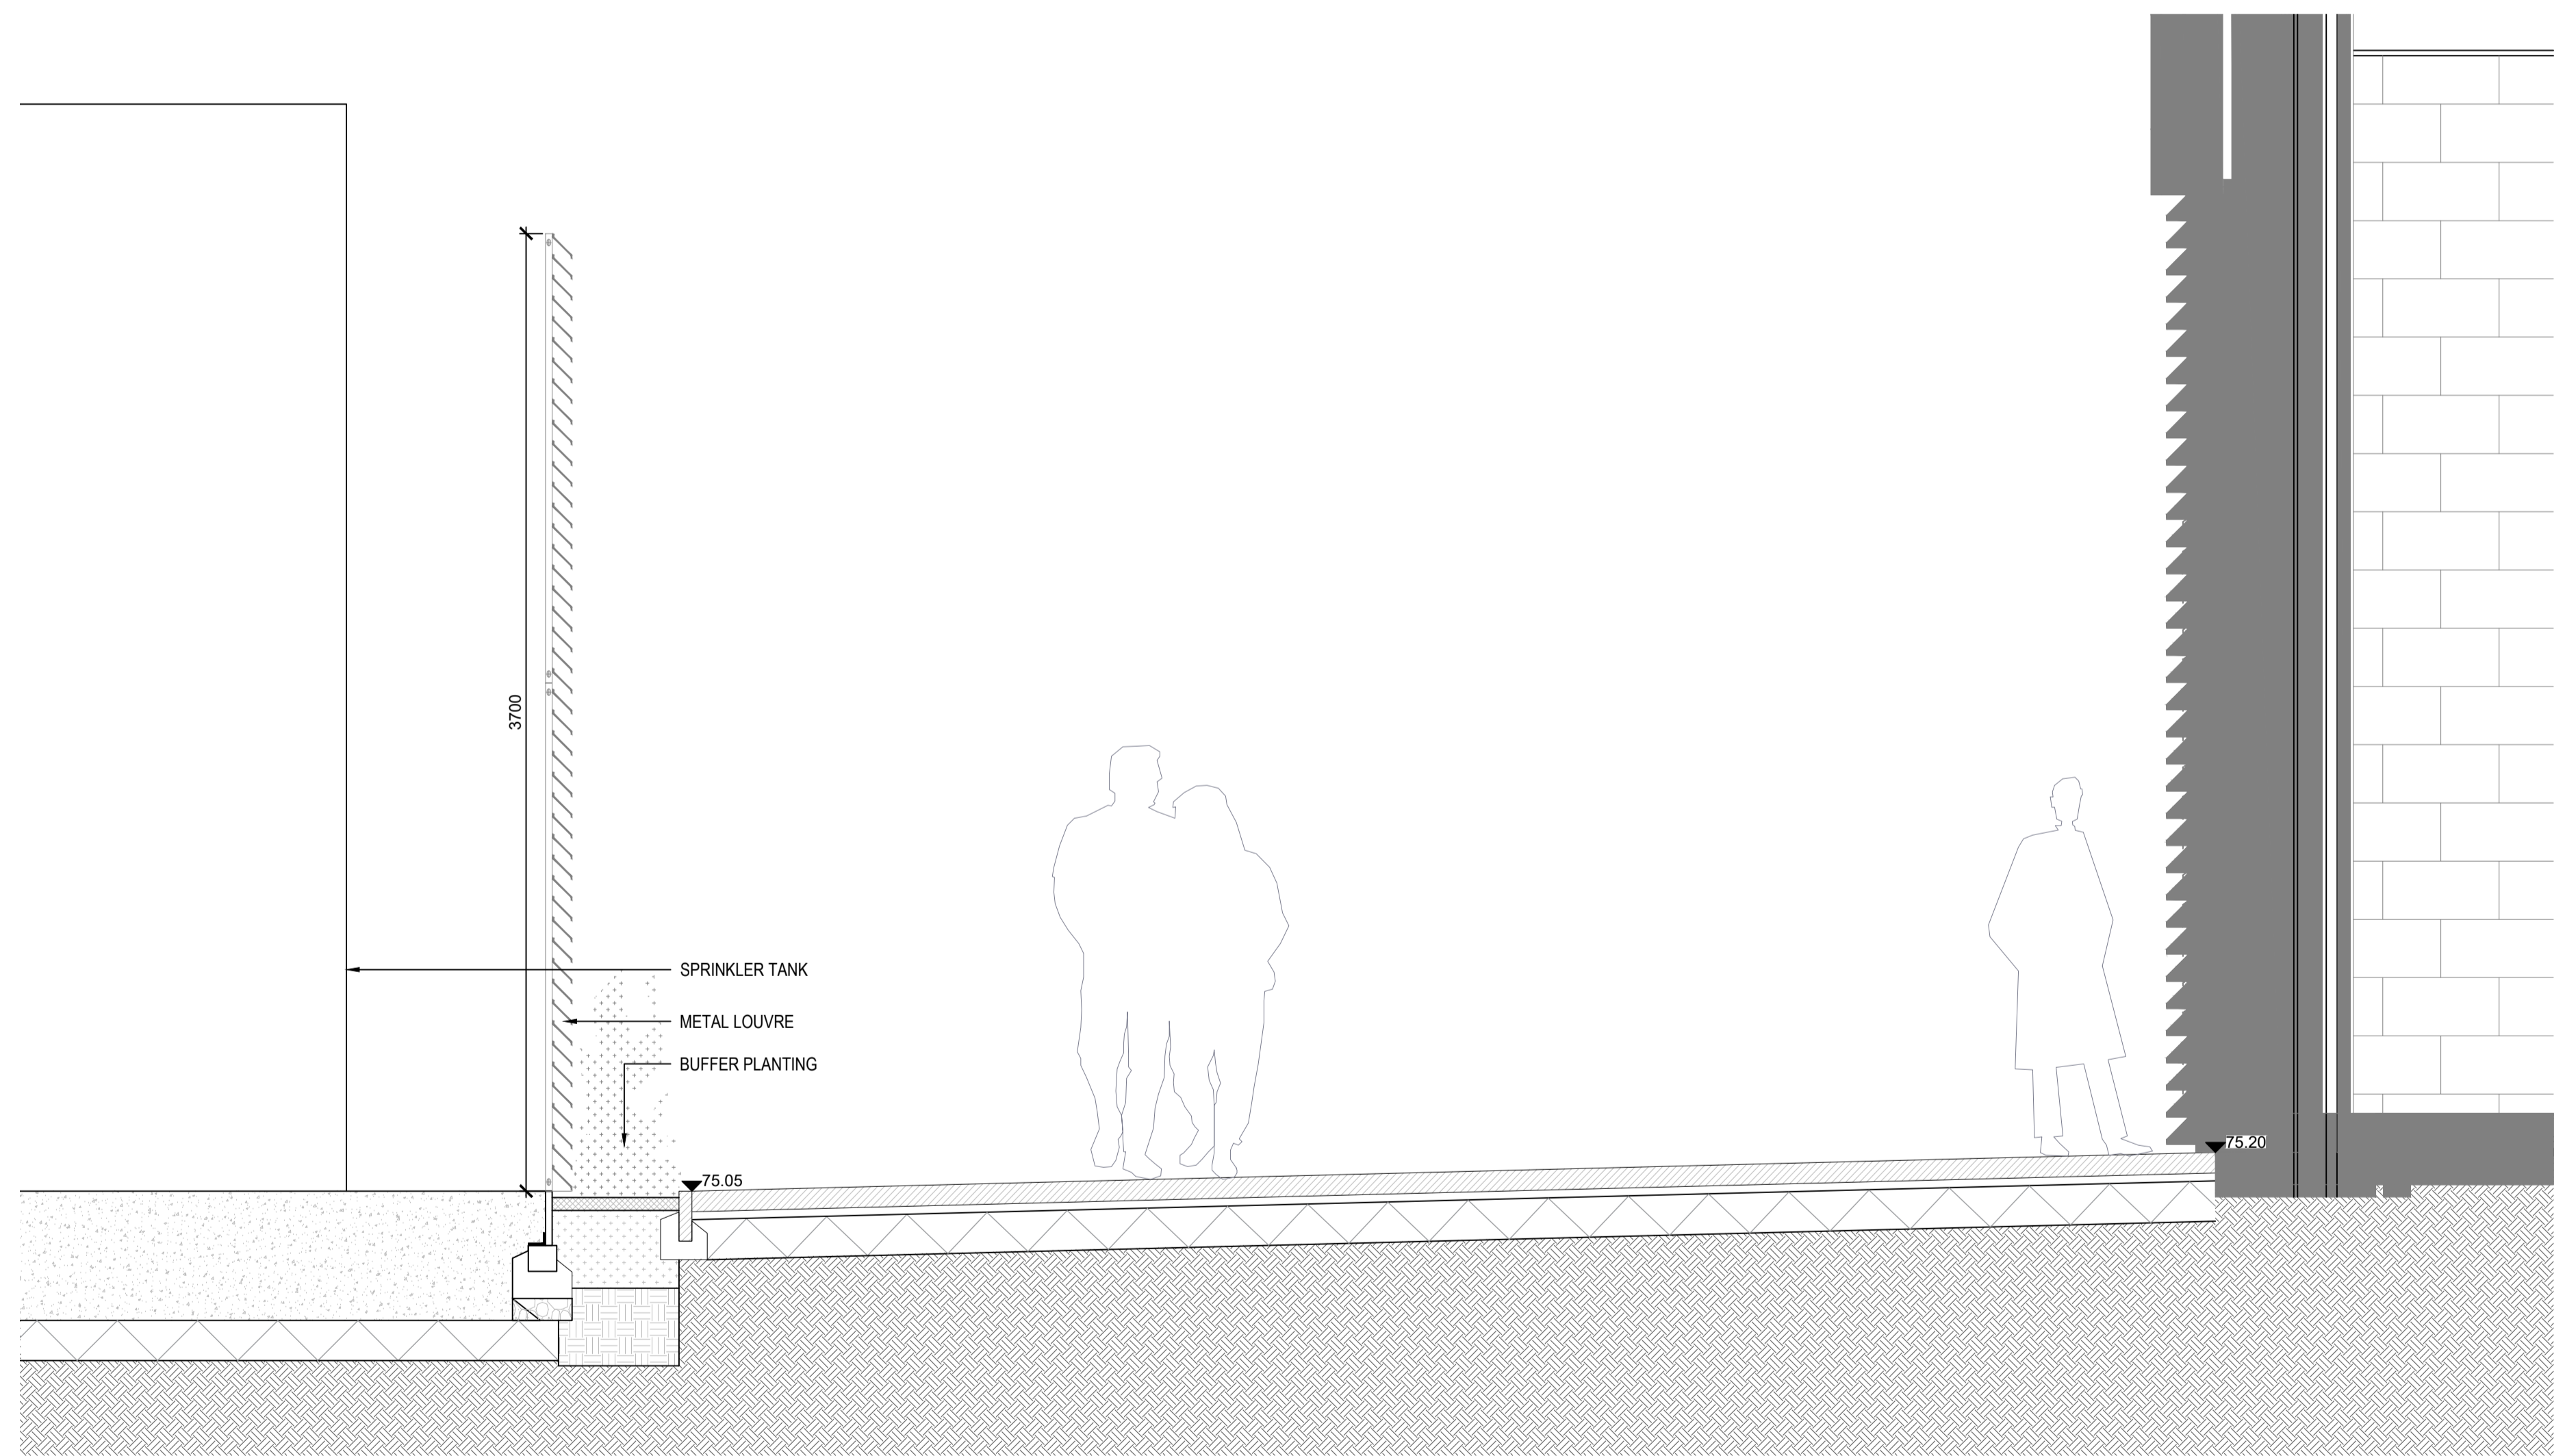 3700
SPRINKLER TANK
METAL LOUVRE
BUFFER PLANTING
75.05
75.20